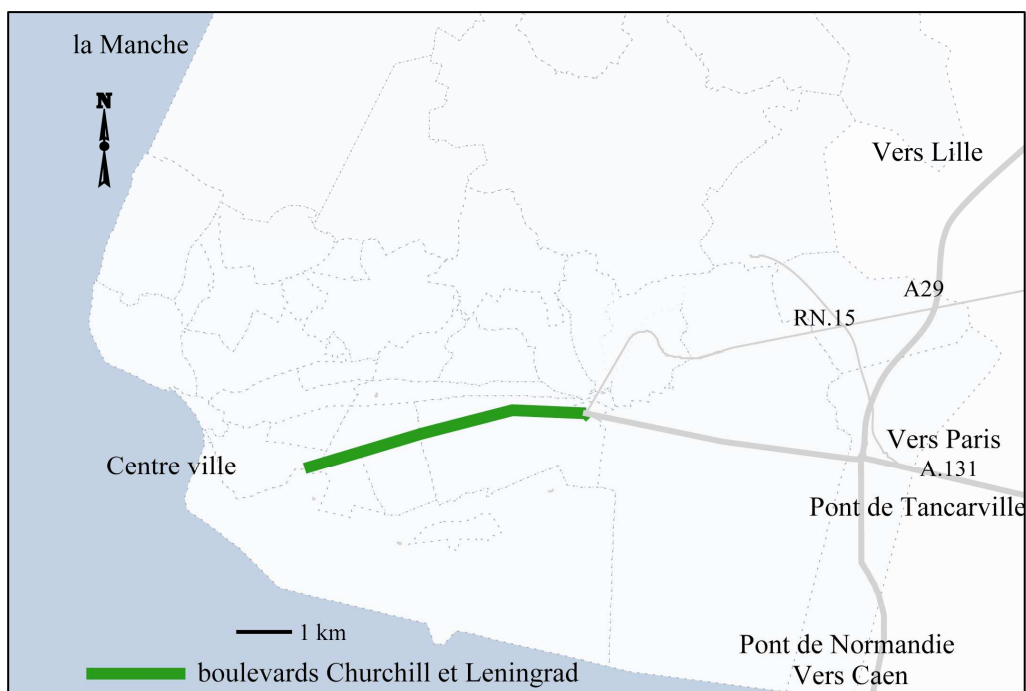 la Manche
N
Vers Lille
A29
RN.15
Vers Paris
Centre ville
A.131
Pont de Tancarville
1 km
Pont de Normandie
boulevards Churchill et Leningrad
Vers Caen